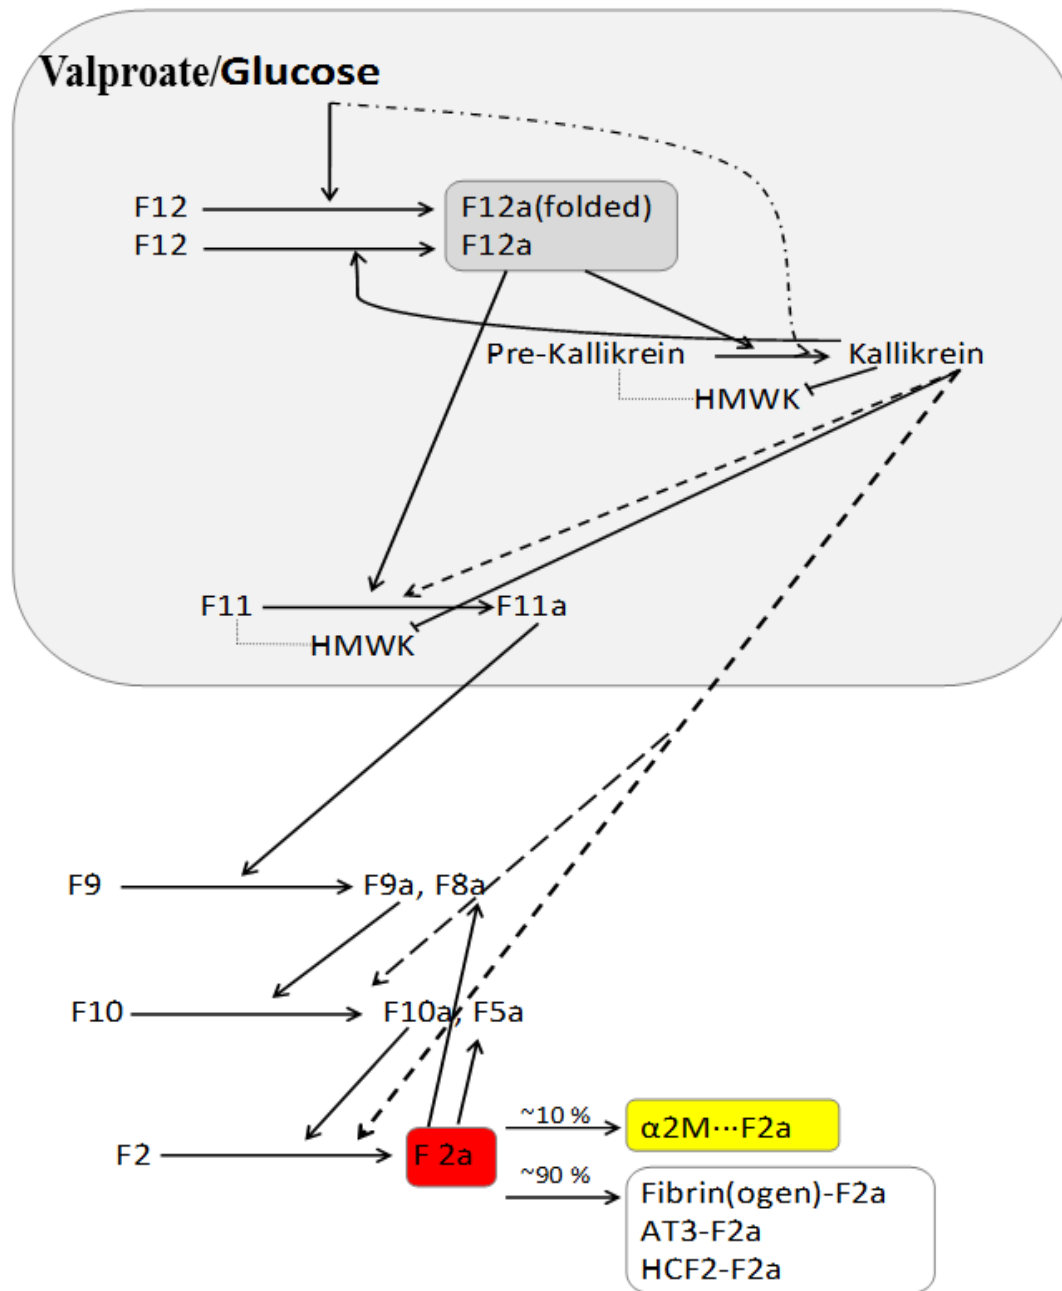 Valproate/Glucose
F12 F12a(folded)
F12 F12a
Pre-Kallikrein Kallikrein
HMWK
F11 F11a
HMWK
F9 F9a, F8a
F10 F10a, F5a
~10 % α2M···F2a
F2 F 2a
~90 % Fibrin(ogen)-F2a
AT3-F2a
HCF2-F2a